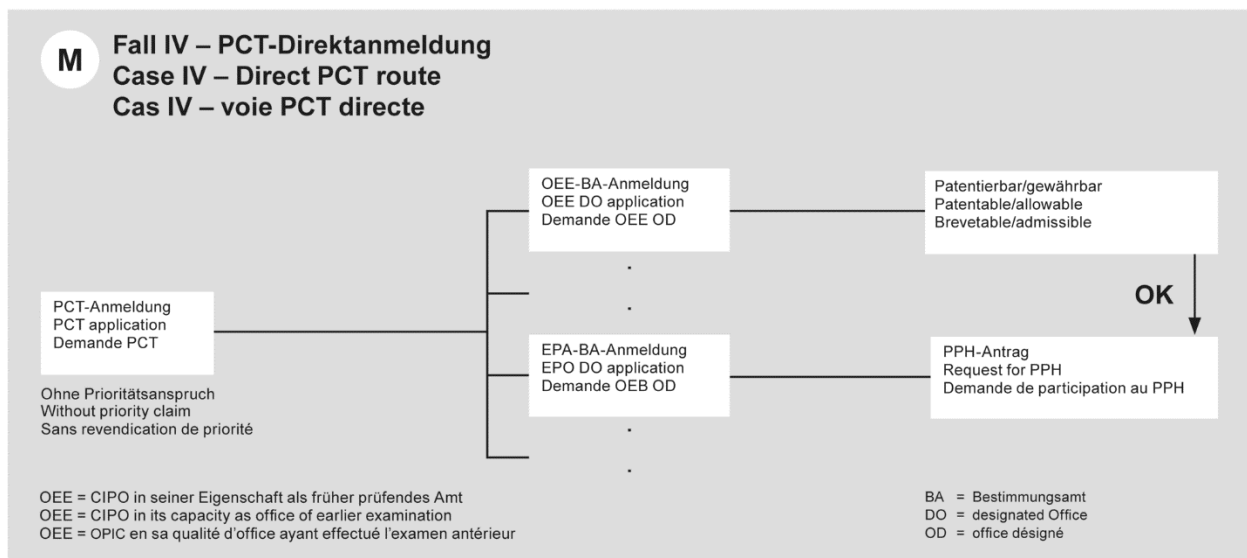 M
Fall IV – PCT-Direktanmeldung
Case IV – Direct PCT route
Cas IV – voie PCT directe
OEE-BA-Anmeldung
OEE DO application
Demande OEE OD
Patentierbar/gewährbar
Patentable/allowable
Brevetable/admissible
OK
PCT-Anmeldung
PCT application
Demande PCT
EPA-BA-Anmeldung
EPO DO application
Demande OEB OD
PPH-Antrag
Request for PPH
Demande de participation au PPH
Ohne Prioritätsanspruch
Without priority claim
Sans revendication de priorité
OEE = CIPO in seiner Eigenschaft als früher prüfendes Amt
OEE = CIPO in its capacity as office of earlier examination
OEE = OPIC en sa qualité d'office ayant effectué l'examen antérieur
BA = Bestimmungsamt
DO = designated Office
OD = office désigné